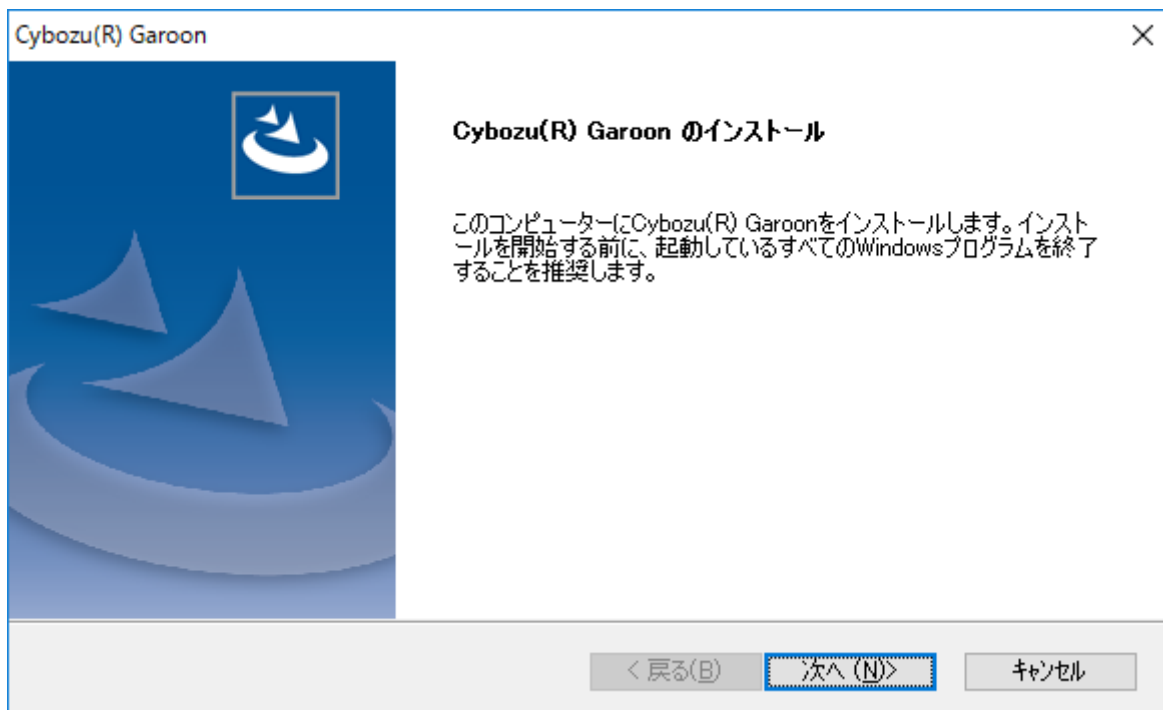 Cybozu(R) Garoon
Cybozu(R) Garoon のインストール
このコンピューターにCybozu(R) Garoonをインストールします。インスト
ールを開始する前に、起動しているすべてのWindowsプログラムを終了
することを推奨します。
< 戻る(B)
次へ (N)>
キャンセル